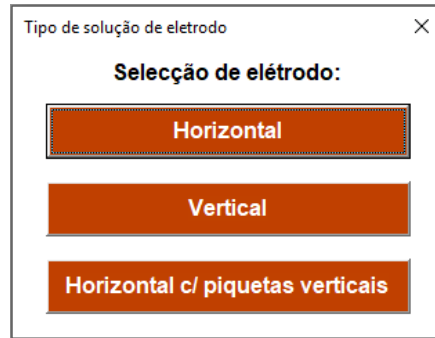 Tipo de solução de eletrodo
Selecção de elétrodo:
Horizontal
Vertical
Horizontal c/ piquetas verticais